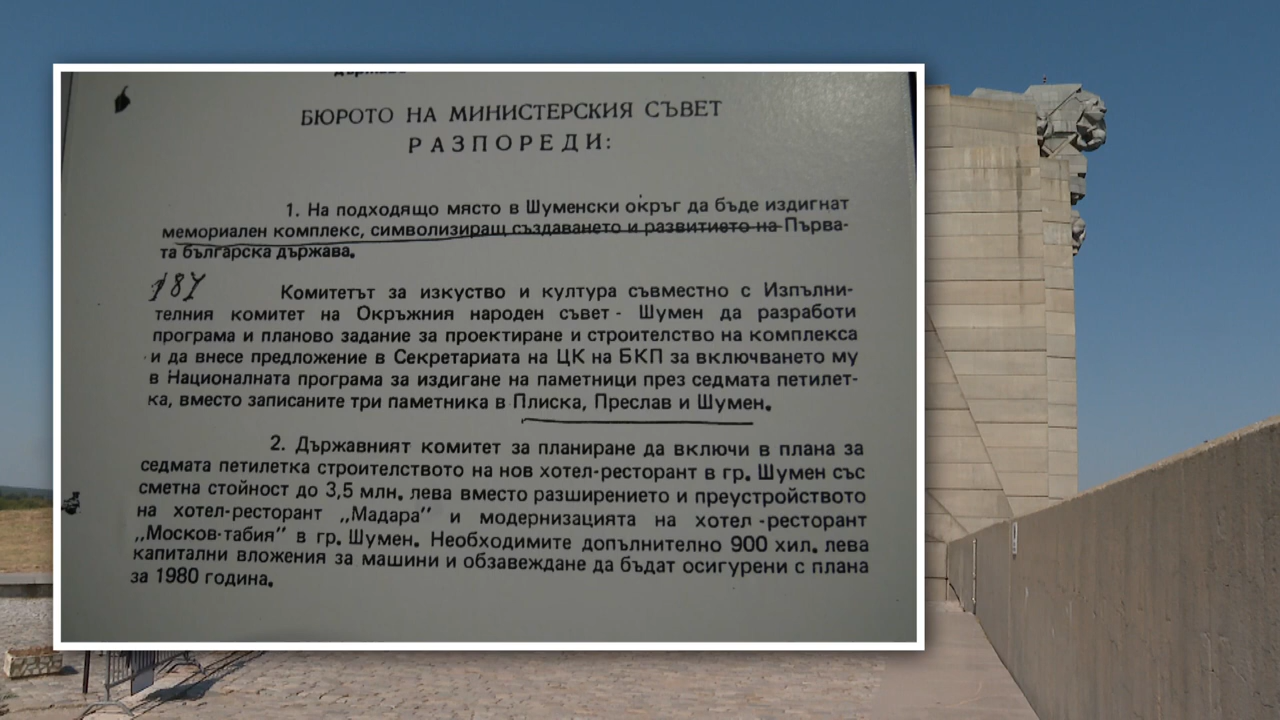 БЮРОТО НА МИНИСТЕРСКИЯ СЪВЕТ
РАЗПОРЕДИ:
1. На подходящо място в Шуменски окръг да бъде издигнат
мемориален комплекс, символизиращ създаването и развитието на Първа-
та българска държава.
187
Комитетът за изкуство и култура съвместно с Изпълни-
телния комитет на Окръжния народен съвет - Шумен да разработи
програма и планово задание за проектиране и строителство на комплекса
и да внесе предложение в Секретариата на ЦК на БКП за включването му
в Националната програма за издигане на паметници през седмата петилет-
ка, вместо записаните три паметника в Плиска, Преслав и Шумен.
2. Държавният комитет за планиране да включи в плана за
седмата петилетка строителството на нов хотел-ресторант в гр. Шумен със
сметна стойност до 3,5 млн. лева вместо разширението и преустройството
на хотел-ресторант „Мадара" и модернизацията на хотел-ресторант
„Москов-табия" в гр. Шумен. Необходимите допълнително 900 хил. лева
капитални вложения за машини и обзавеждане да бъдат осигурени с плана
за 1980 година.